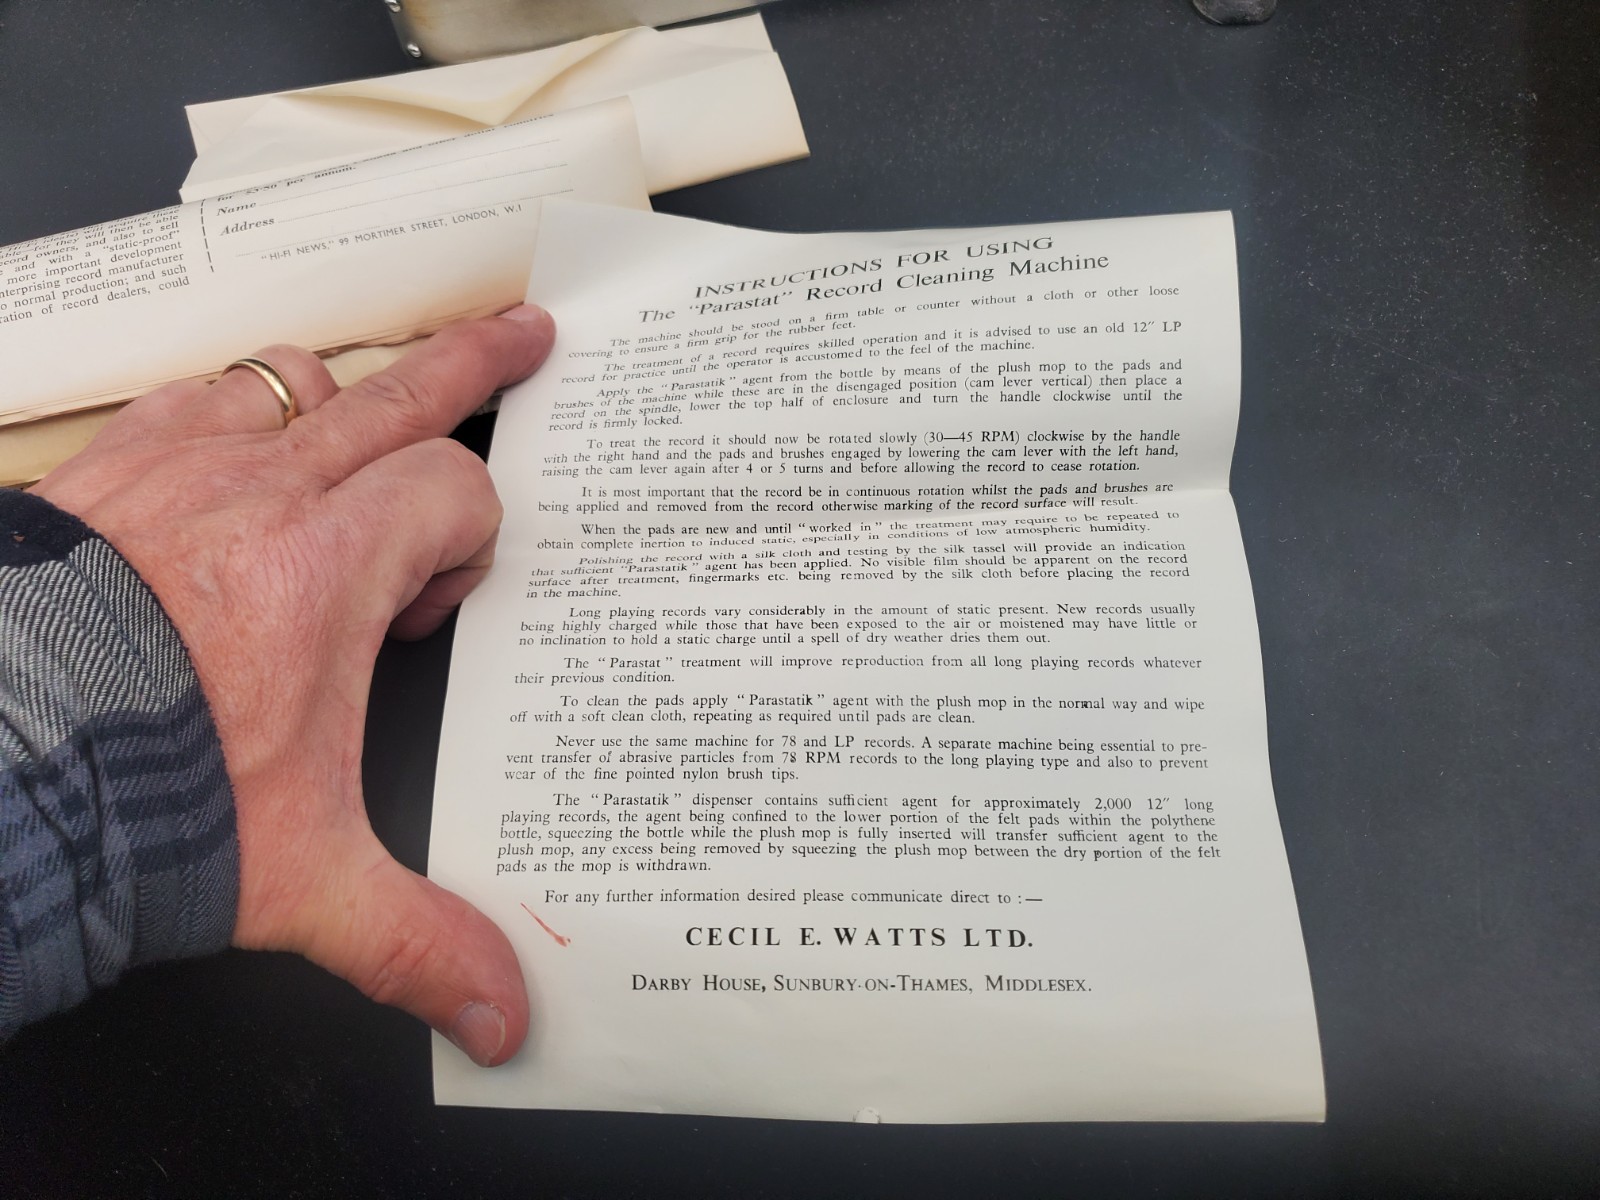 for £3·50 per annum.
Name
Address
"HI-FI NEWS," 99 MORTIMER STREET, LONDON, W.1
for they will then be able
record owners, and also to sell
and with a "static-proof"
more important development
enterprising record manufacturer
to normal production; and such
ration of record dealers, could
INSTRUCTIONS FOR USING
The "Parastat" Record Cleaning Machine
The machine should be stood on a firm table or counter without a cloth or other loose
covering to ensure a firm grip for the rubber feet.
The treatment of a record requires skilled operation and it is advised to use an old 12″ LP
record for practice until the operator is accustomed to the feel of the machine.
Apply the "Parastatik" agent from the bottle by means of the plush mop to the pads and
brushes of the machine while these are in the disengaged position (cam lever vertical) then place a
record on the spindle, lower the top half of enclosure and turn the handle clockwise until the
record is firmly locked.
To treat the record it should now be rotated slowly (30—45 RPM) clockwise by the handle
with the right hand and the pads and brushes engaged by lowering the cam lever with the left hand,
raising the cam lever again after 4 or 5 turns and before allowing the record to cease rotation.
It is most important that the record be in continuous rotation whilst the pads and brushes are
being applied and removed from the record otherwise marking of the record surface will result.
When the pads are new and until "worked in" the treatment may require to be repeated to
obtain complete inertion to induced static, especially in conditions of low atmospheric humidity.
Polishing the record with a silk cloth and testing by the silk tassel will provide an indication
that sufficient "Parastatik" agent has been applied. No visible film should be apparent on the record
surface after treatment, fingermarks etc. being removed by the silk cloth before placing the record
in the machine.
Long playing records vary considerably in the amount of static present. New records usually
being highly charged while those that have been exposed to the air or moistened may have little or
no inclination to hold a static charge until a spell of dry weather dries them out.
The "Parastat" treatment will improve reproduction from all long playing records whatever
their previous condition.
To clean the pads apply "Parastatik" agent with the plush mop in the normal way and wipe
off with a soft clean cloth, repeating as required until pads are clean.
Never use the same machine for 78 and LP records. A separate machine being essential to pre-
vent transfer of abrasive particles from 78 RPM records to the long playing type and also to prevent
wear of the fine pointed nylon brush tips.
The "Parastatik" dispenser contains sufficient agent for approximately 2,000 12″ long
playing records, the agent being confined to the lower portion of the felt pads within the polythene
bottle, squeezing the bottle while the plush mop is fully inserted will transfer sufficient agent to the
plush mop, any excess being removed by squeezing the plush mop between the dry portion of the felt
pads as the mop is withdrawn.
For any further information desired please communicate direct to :—
CECIL E. WATTS LTD.
DARBY HOUSE, SUNBURY-ON-THAMES, MIDDLESEX.